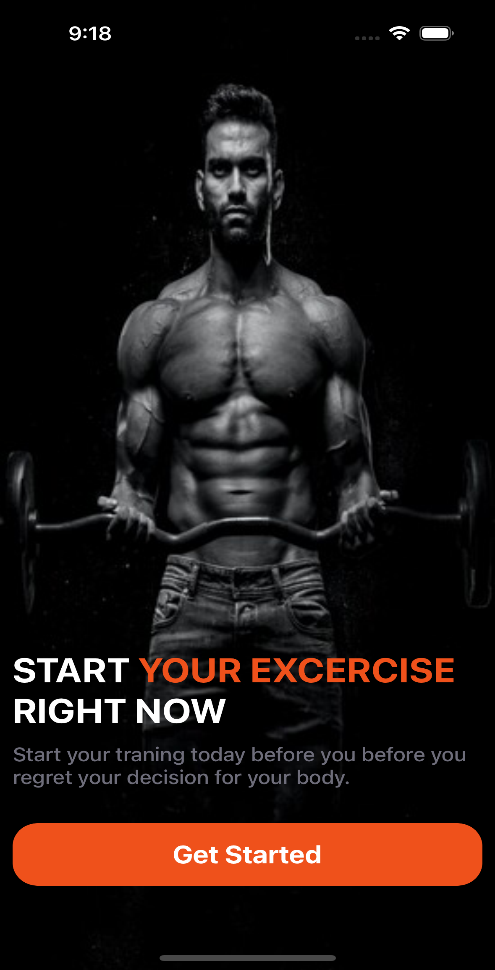 9:18
START YOUR EXCERCISE
RIGHT NOW
Start your traning today before you before you
regret your decision for your body.
Get Started